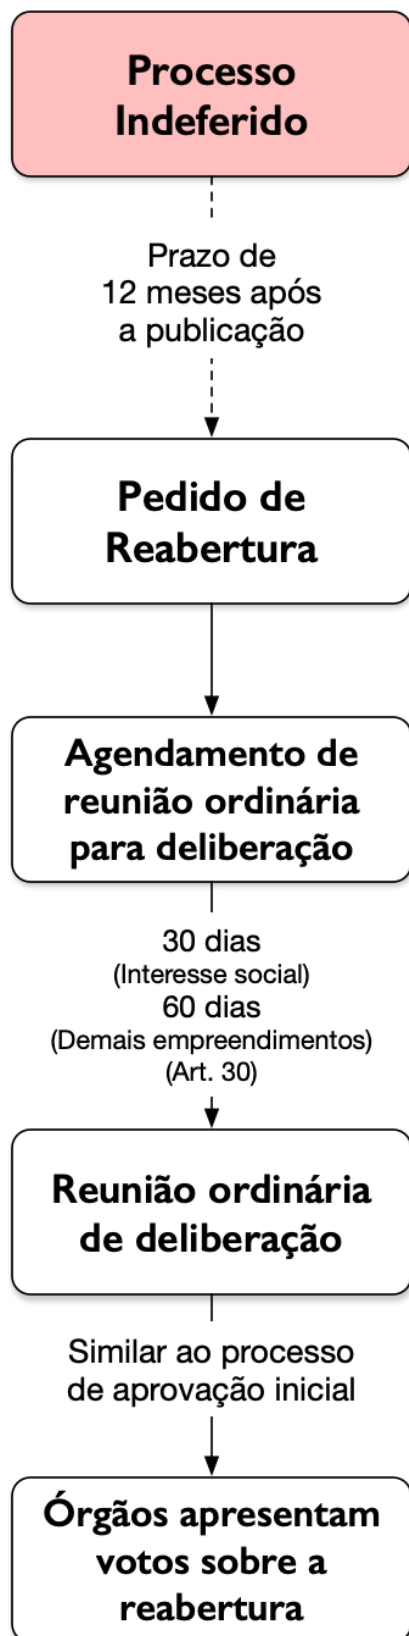 Processo
Indeferido
Prazo de
12 meses após
a publicação
Pedido de
Reabertura
Agendamento de
reunião ordinária
para deliberação
30 dias
(Interesse social)
60 dias
(Demais empreendimentos)
(Art. 30)
Reunião ordinária
de deliberação
Similar ao processo
de aprovação inicial
Órgãos apresentam
votos sobre a
reabertura